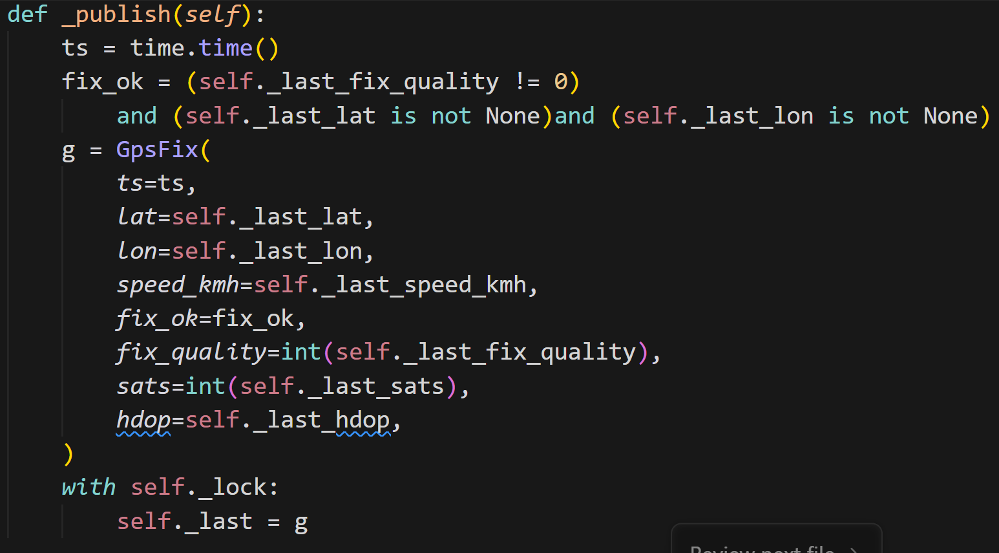 def _publish(self):
    ts = time.time()
    fix_ok = (self._last_fix_quality != 0)
        and (self._last_lat is not None)and (self._last_lon is not None)
    g = GpsFix(
        ts=ts,
        lat=self._last_lat,
        lon=self._last_lon,
        speed_kmh=self._last_speed_kmh,
        fix_ok=fix_ok,
        fix_quality=int(self._last_fix_quality),
        sats=int(self._last_sats),
        hdop=self._last_hdop,
    )
    with self._lock:
        self._last = g
Review next file >